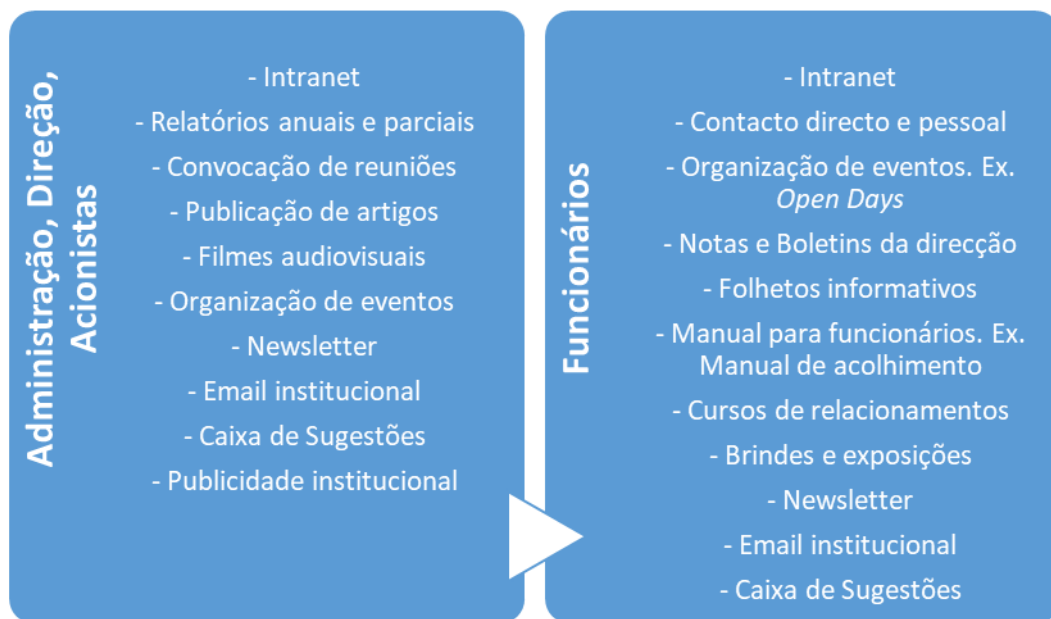 Administração, Direção,
Acionistas
- Intranet
- Relatórios anuais e parciais
- Convocação de reuniões
- Publicação de artigos
- Filmes audiovisuais
- Organização de eventos
- Newsletter
- Email institucional
- Caixa de Sugestões
- Publicidade institucional
Funcionários
- Intranet
- Contacto directo e pessoal
- Organização de eventos. Ex.
Open Days
- Notas e Boletins da direcção
- Folhetos informativos
- Manual para funcionários. Ex.
Manual de acolhimento
- Cursos de relacionamentos
- Brindes e exposições
- Newsletter
- Email institucional
- Caixa de Sugestões